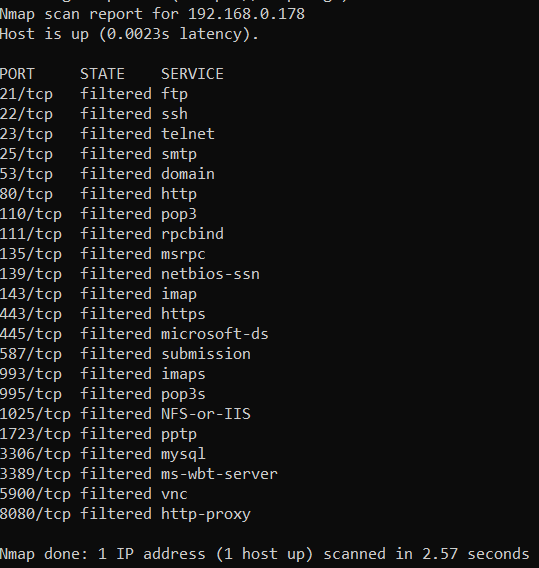 Nmap scan report for 192.168.0.178
Host is up (0.0023s latency).
PORT STATE SERVICE
21/tcp filtered ftp
22/tcp filtered ssh
23/tcp filtered telnet
25/tcp filtered smtp
53/tcp filtered domain
80/tcp filtered http
110/tcp filtered pop3
111/tcp filtered rpcbind
135/tcp filtered msrpc
139/tcp filtered netbios-ssn
143/tcp filtered imap
443/tcp filtered https
445/tcp filtered microsoft-ds
587/tcp filtered submission
993/tcp filtered imaps
995/tcp filtered pop3s
1025/tcp filtered NFS-or-IIS
1723/tcp filtered pptp
3306/tcp filtered mysql
3389/tcp filtered ms-wbt-server
5900/tcp filtered vnc
8080/tcp filtered http-proxy
Nmap done: 1 IP address (1 host up) scanned in 2.57 seconds